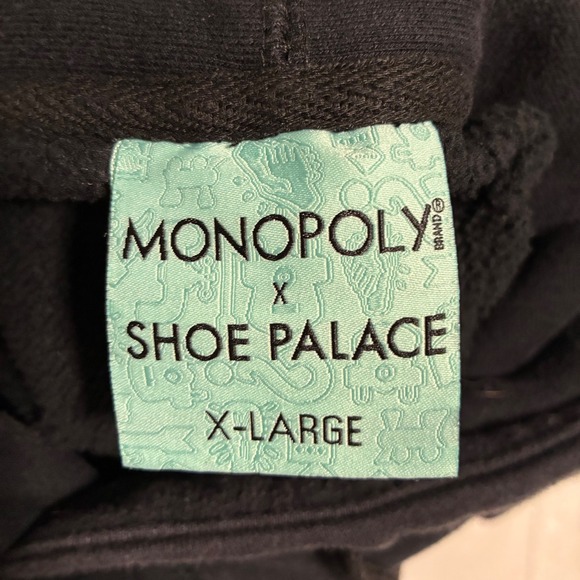 MONOPOLY BRAND®
X
SHOE PALACE
X-LARGE